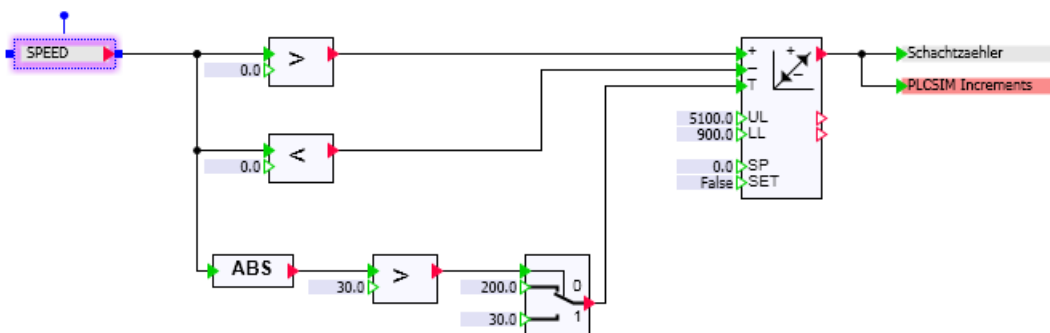 SPEED
>
+
+
Schachtzaehler
0.0
−
−
T
PLCSIM Increments
5100.0
UL
900.0
LL
<
0.0
0.0
SP
False
SET
ABS
>
30.0
200.0
0
30.0
1